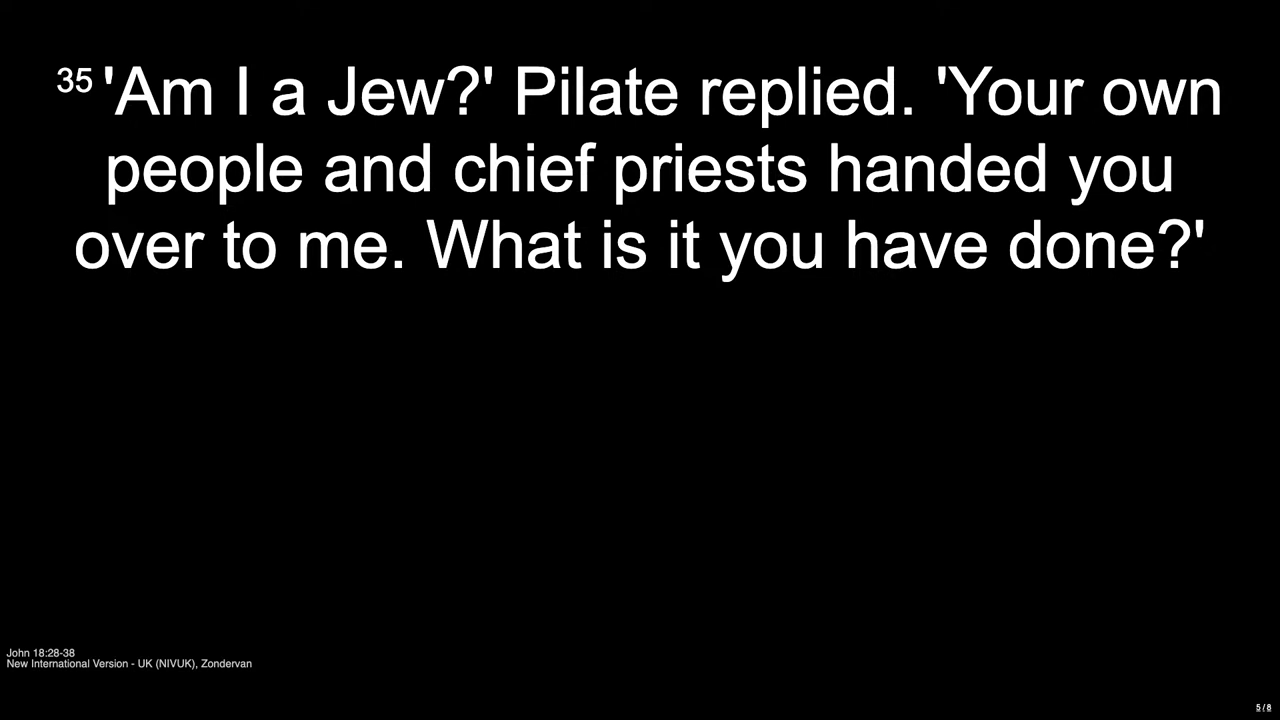 35 'Am I a Jew?' Pilate replied. 'Your own
people and chief priests handed you
over to me. What is it you have done?'
John 18:28-38
New International Version - UK (NIVUK), Zondervan
5 / 8